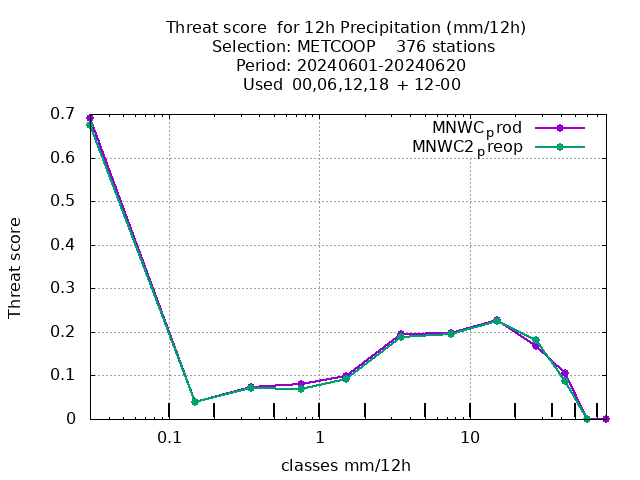 Threat score  for 12h Precipitation (mm/12h)
Selection: METCOOP    376 stations
Period: 20240601-20240620
Used  00,06,12,18 + 12-00
MNWCprod
MNWC2preop
0.7
0.6
0.5
0.4
0.3
0.2
0.1
0
Threat score
0.1 1 10
classes mm/12h